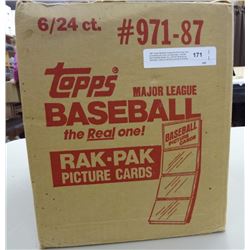 6/24 ct.
#971-87
171
topps
MAJOR LEAGUE
BASEBALL
the Real one!
RAK-PAK
PICTURE CARDS
BASEBALL
PICTURE CARDS